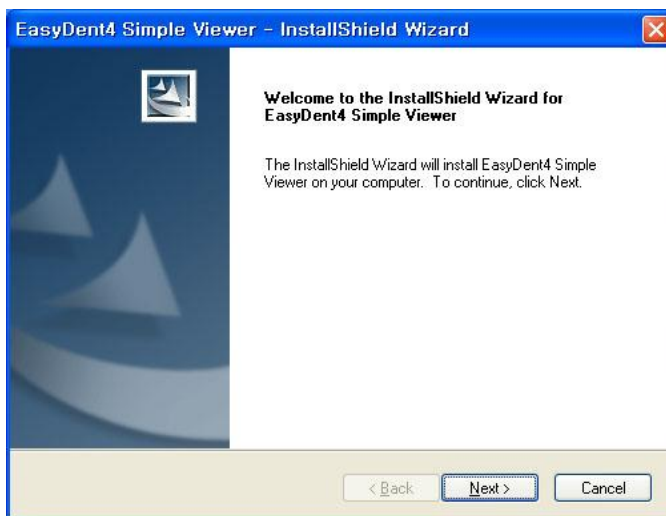 EasyDent4 Simple Viewer - InstallShield Wizard
Welcome to the InstallShield Wizard for
EasyDent4 Simple Viewer
The InstallShield Wizard will install EasyDent4 Simple
Viewer on your computer. To continue, click Next.
< Back
Next >
Cancel